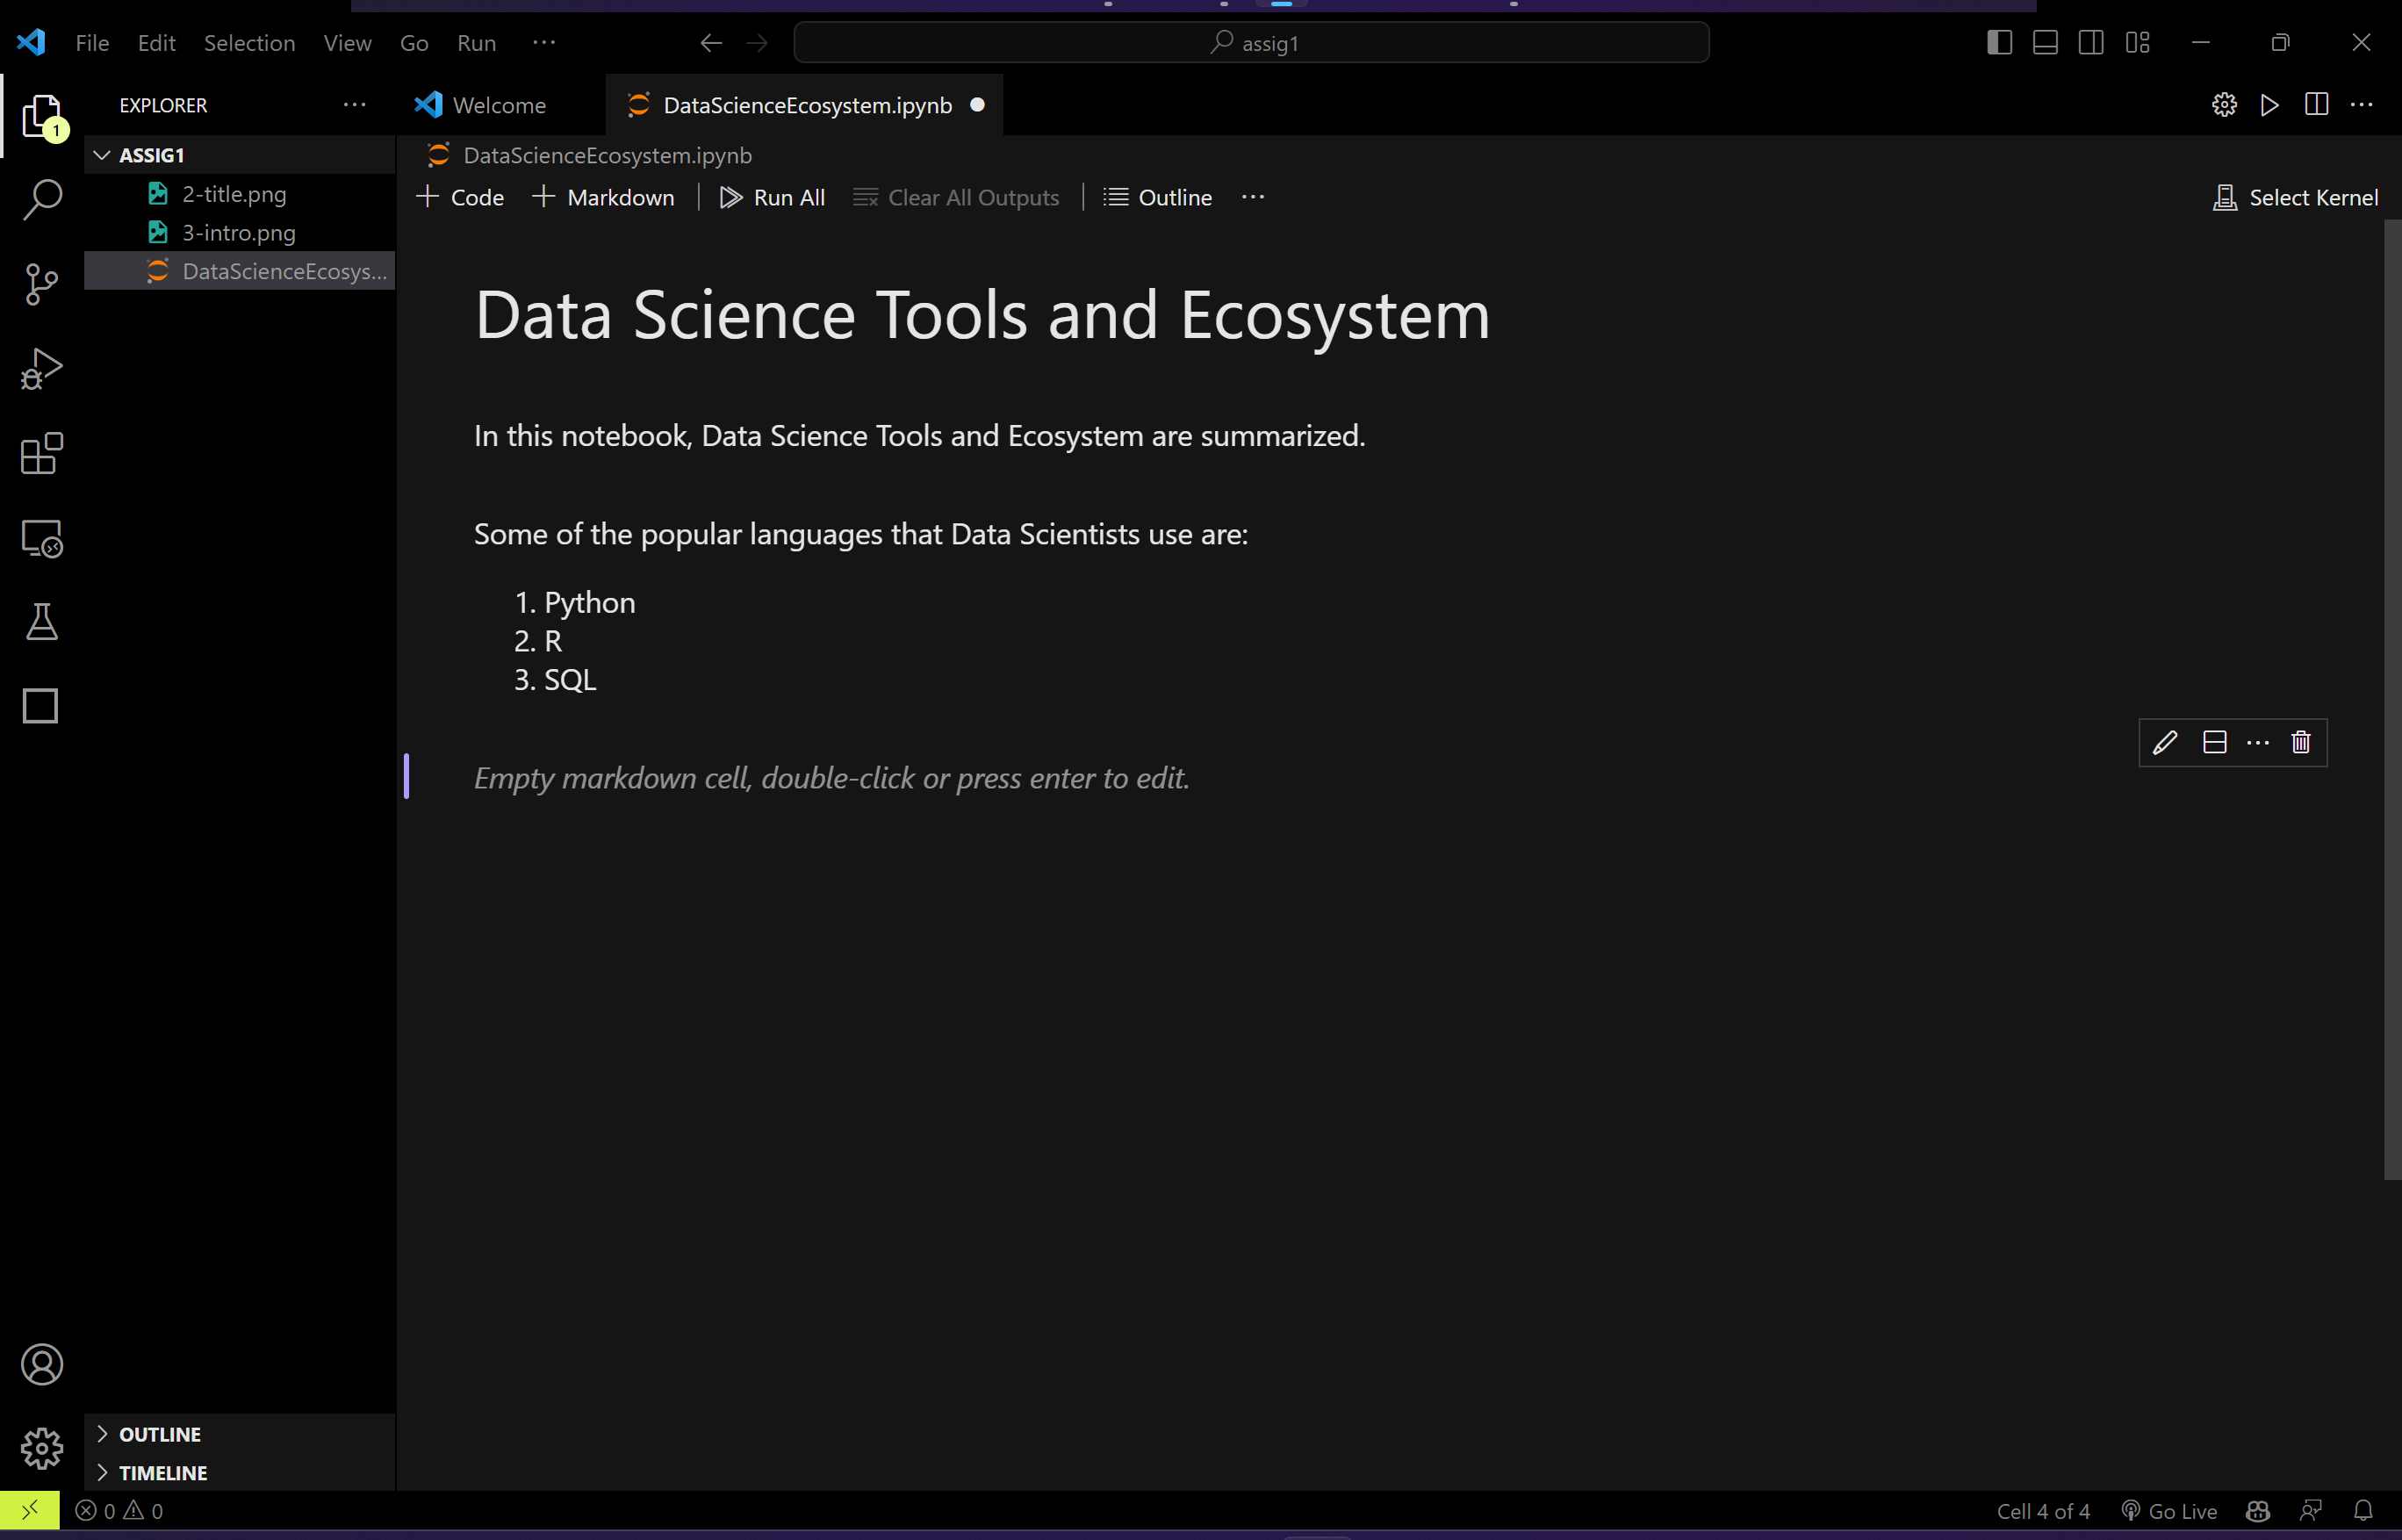 File Edit Selection View Go Run ···
assig1
EXPLORER ···
Welcome
DataScienceEcosystem.ipynb
1
ASSIG1
2-title.png
3-intro.png
DataScienceEcosys...
DataScienceEcosystem.ipynb
Code Markdown Run All Clear All Outputs Outline ···
Select Kernel
Data Science Tools and Ecosystem
In this notebook, Data Science Tools and Ecosystem are summarized.
Some of the popular languages that Data Scientists use are:
1. Python
2. R
3. SQL
Empty markdown cell, double-click or press enter to edit.
OUTLINE
TIMELINE
0 0
Cell 4 of 4 Go Live